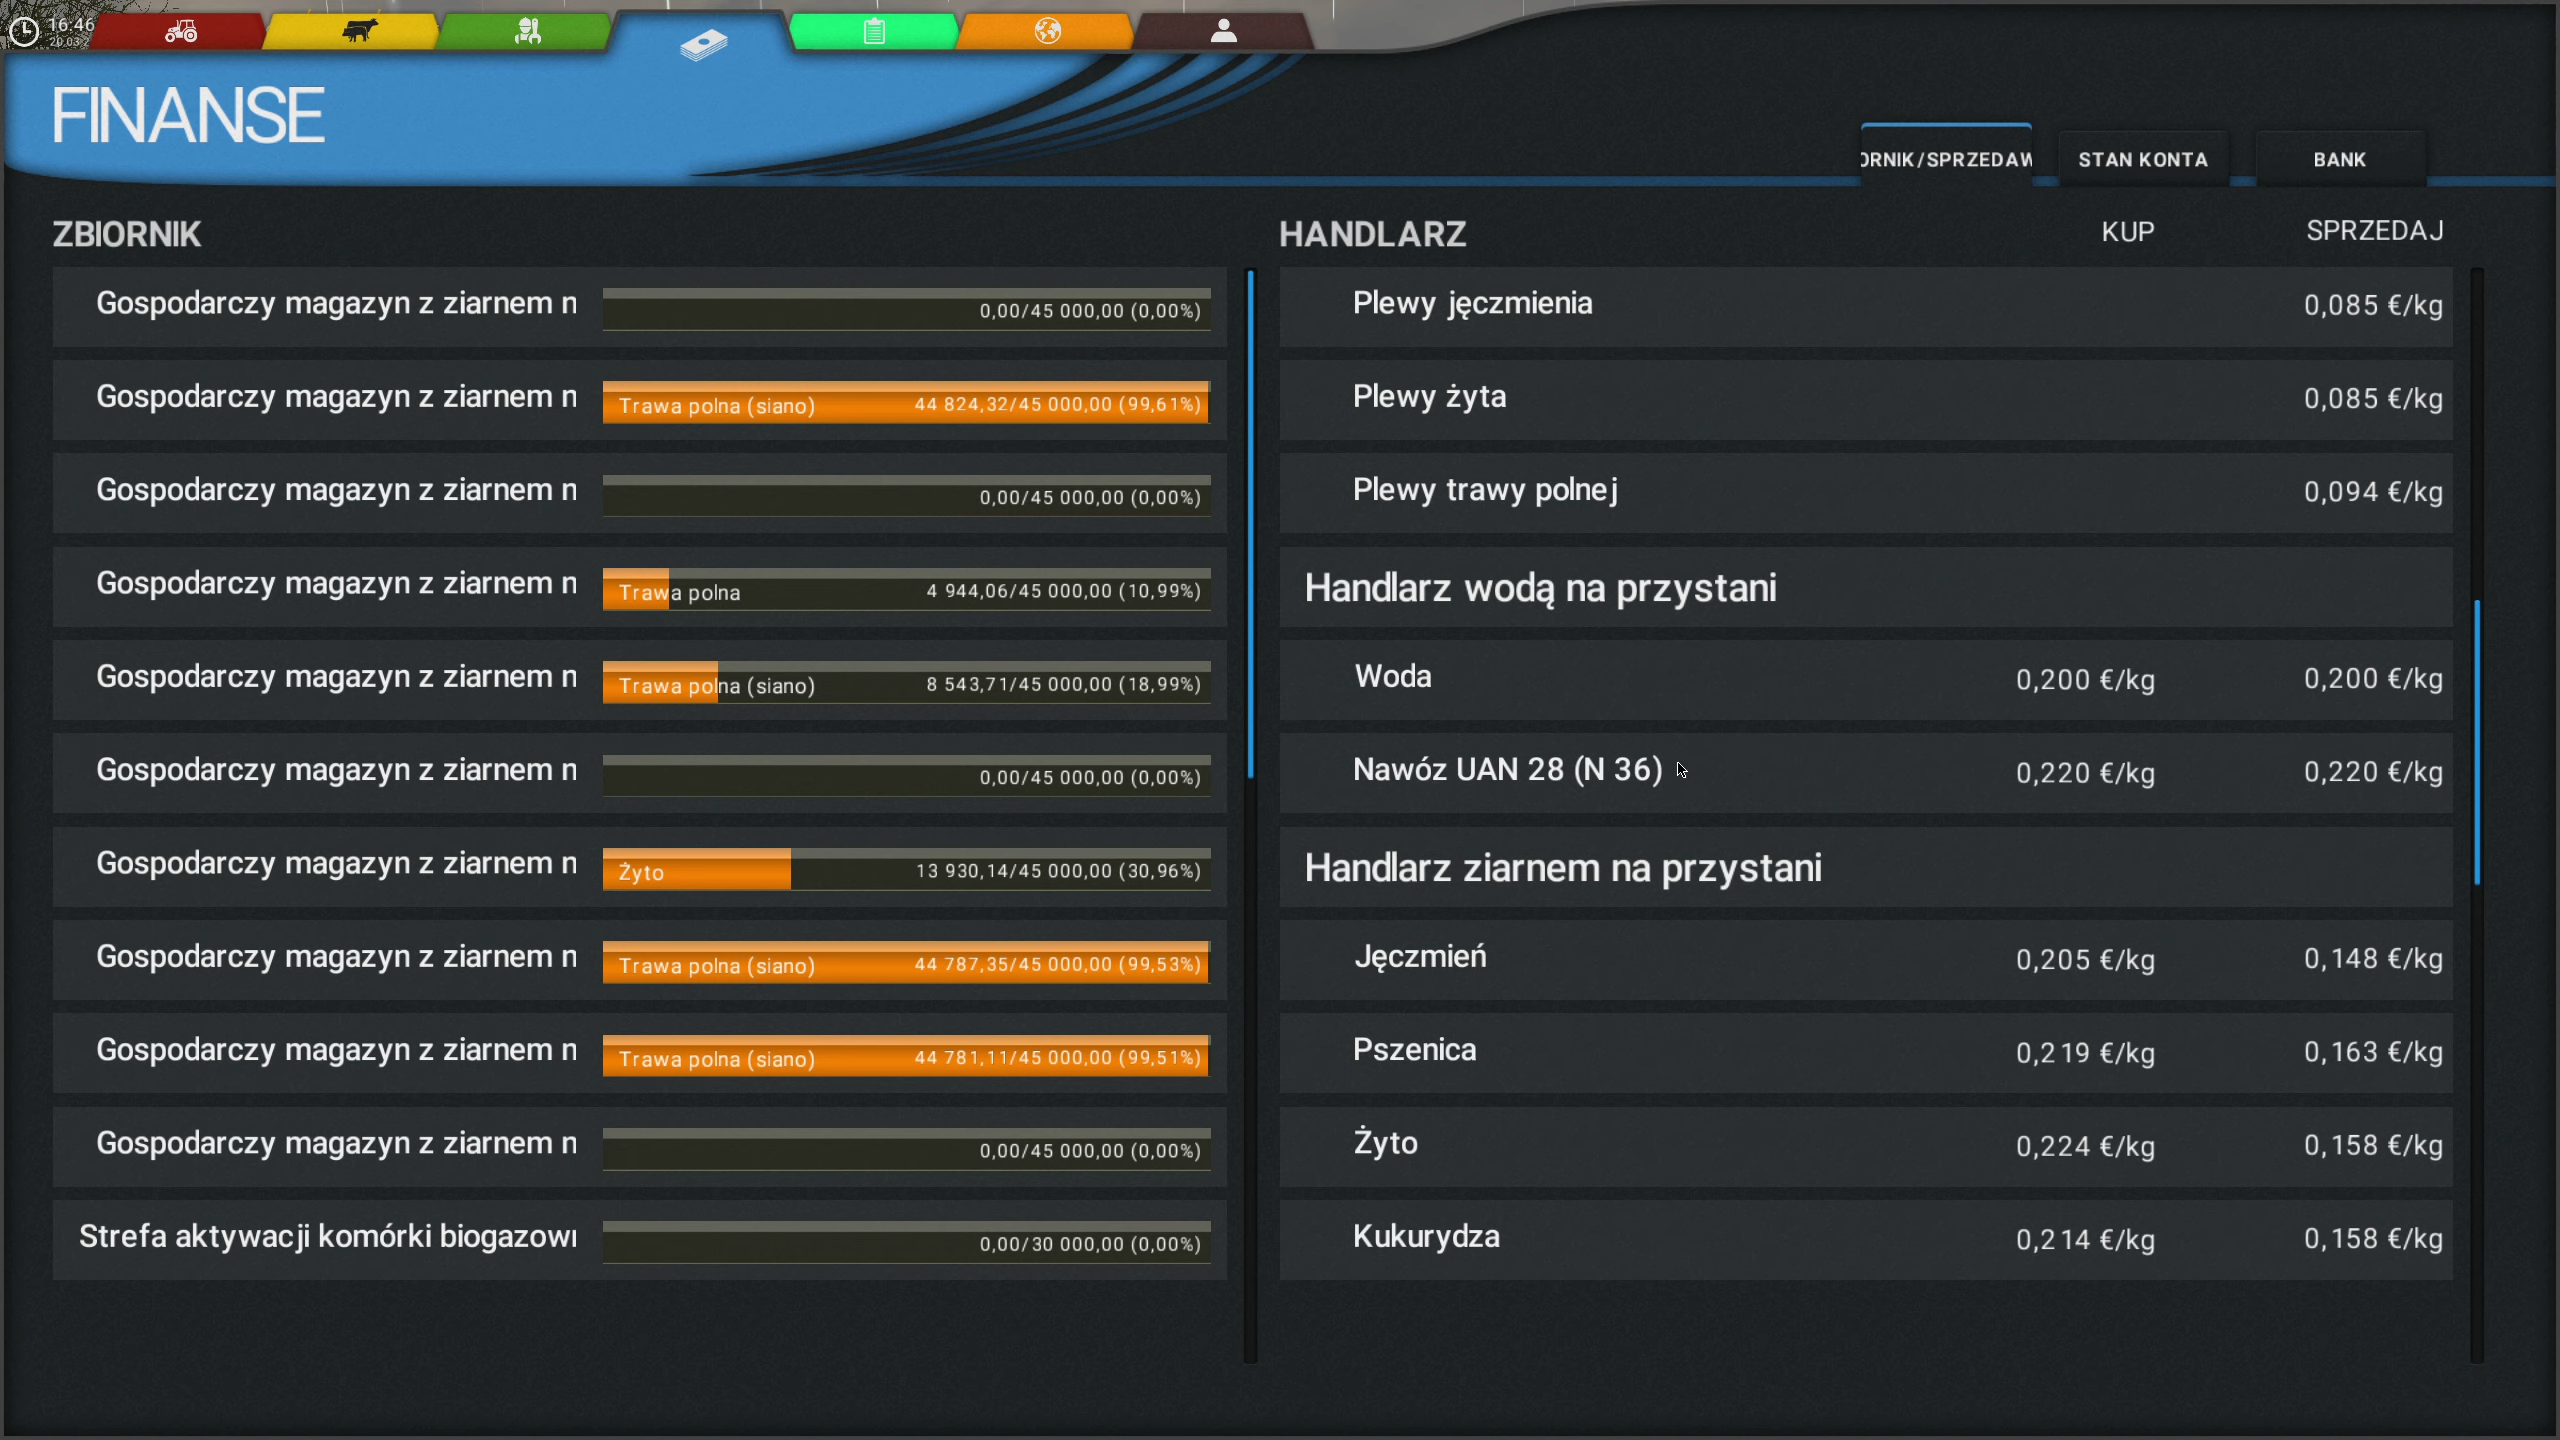 16:46
20.03
FINANSE
ORNIK/SPRZEDAW
STAN KONTA
BANK
ZBIORNIK
Gospodarczy magazyn z ziarnem n
0,00/45 000,00 (0,00%)
Gospodarczy magazyn z ziarnem n
Trawa polna (siano) 44 824,32/45 000,00 (99,61%)
Gospodarczy magazyn z ziarnem n
0,00/45 000,00 (0,00%)
Gospodarczy magazyn z ziarnem n
Trawa polna 4 944,06/45 000,00 (10,99%)
Gospodarczy magazyn z ziarnem n
Trawa polna (siano) 8 543,71/45 000,00 (18,99%)
Gospodarczy magazyn z ziarnem n
0,00/45 000,00 (0,00%)
Gospodarczy magazyn z ziarnem n
Żyto 13 930,14/45 000,00 (30,96%)
Gospodarczy magazyn z ziarnem n
Trawa polna (siano) 44 787,35/45 000,00 (99,53%)
Gospodarczy magazyn z ziarnem n
Trawa polna (siano) 44 781,11/45 000,00 (99,51%)
Gospodarczy magazyn z ziarnem n
0,00/45 000,00 (0,00%)
Strefa aktywacji komórki biogazow
0,00/30 000,00 (0,00%)
HANDLARZ KUP SPRZEDAJ
Plewy jęczmienia 0,085 €/kg
Plewy żyta 0,085 €/kg
Plewy trawy polnej 0,094 €/kg
Handlarz wodą na przystani
Woda 0,200 €/kg 0,200 €/kg
Nawóz UAN 28 (N 36) 0,220 €/kg 0,220 €/kg
Handlarz ziarnem na przystani
Jęczmień 0,205 €/kg 0,148 €/kg
Pszenica 0,219 €/kg 0,163 €/kg
Żyto 0,224 €/kg 0,158 €/kg
Kukurydza 0,214 €/kg 0,158 €/kg